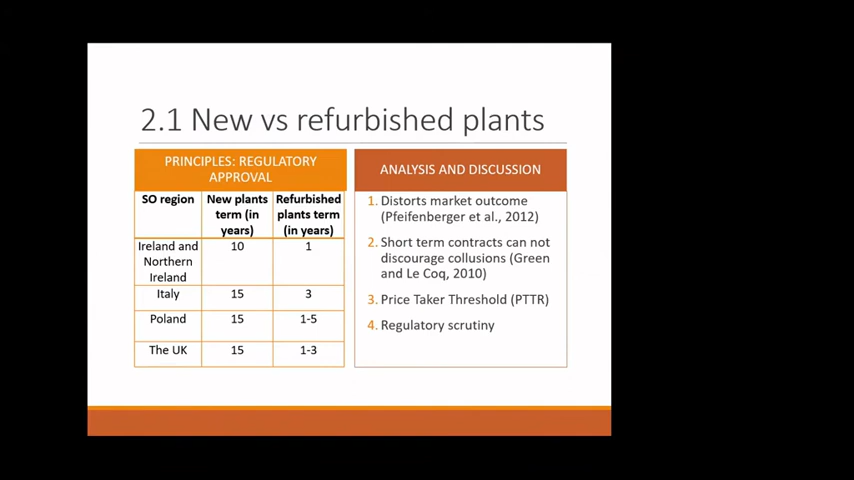 2.1 New vs refurbished plants
PRINCIPLES: REGULATORY
APPROVAL
SO region
New plants
term (in
years)
Refurbished
plants term
(in years)
Ireland and
Northern
Ireland
10
1
Italy
15
3
Poland
15
1-5
The UK
15
1-3
ANALYSIS AND DISCUSSION
1. Distorts market outcome
(Pfeifenberger et al., 2012)
2. Short term contracts can not
discourage collusions (Green
and Le Coq, 2010)
3. Price Taker Threshold (PTTR)
4. Regulatory scrutiny